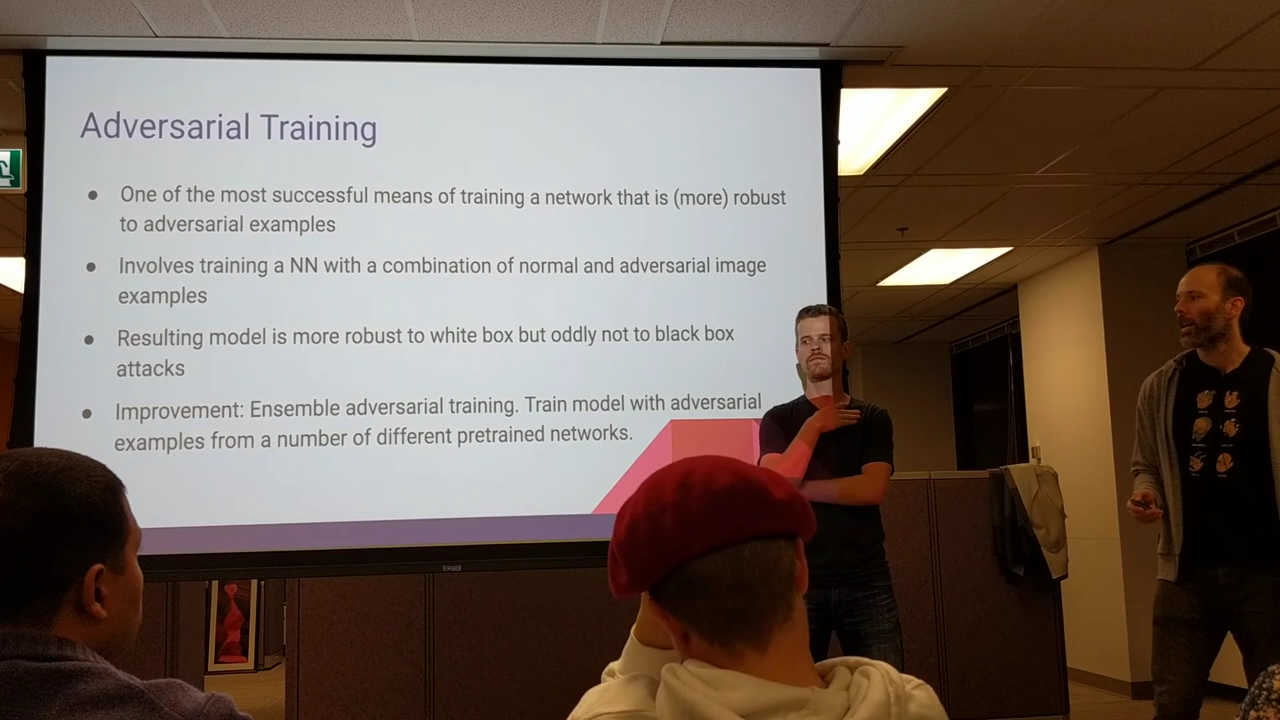 Adversarial Training
One of the most successful means of training a network that is (more) robust
to adversarial examples
Involves training a NN with a combination of normal and adversarial image
examples
Resulting model is more robust to white box but oddly not to black box
attacks
Improvement: Ensemble adversarial training. Train model with adversarial
examples from a number of different pretrained networks.